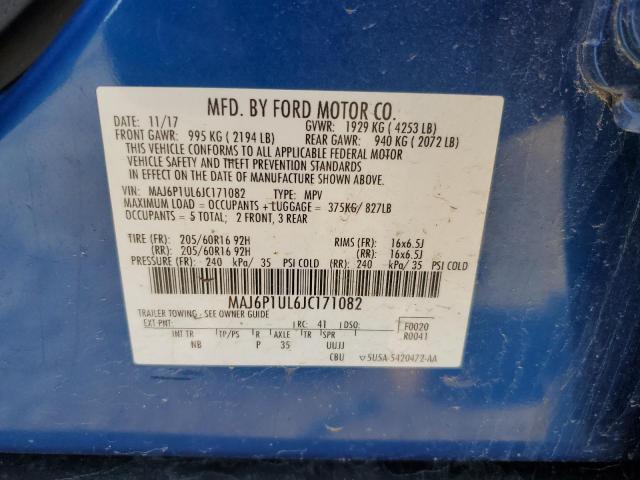 MFD. BY FORD MOTOR CO.
DATE: 11/17 GVWR: 1929 KG ( 4253 LB)
FRONT GAWR: 995 KG ( 2194 LB) REAR GAWR: 940 KG ( 2072 LB)
THIS VEHICLE CONFORMS TO ALL APPLICABLE FEDERAL MOTOR
VEHICLE SAFETY AND THEFT PREVENTION STANDARDS
IN EFFECT ON THE DATE OF MANUFACTURE SHOWN ABOVE.
VIN: MAJ6P1UL6JC171082 TYPE: MPV
MAXIMUM LOAD = OCCUPANTS + LUGGAGE = 375KG/ 827LB
OCCUPANTS = 5 TOTAL; 2 FRONT, 3 REAR
TIRE (FR): 205/60R16 92H RIMS (FR): 16x6.5J
(RR): 205/60R16 92H (RR): 16x6.5J
PRESSURE (FR): 240 kPa/ 35 PSI COLD (RR): 240 kPa/ 35 PSI COLD
MAJ6P1UL6JC171082
TRAILER TOWING - SEE OWNER GUIDE
EXT PNT: RC: 41 DSO: F0020
INT TR TP/PS R AXLE TR SPR R0041
NB P 35 UUJJ
CBU 5USA-5420472-AA